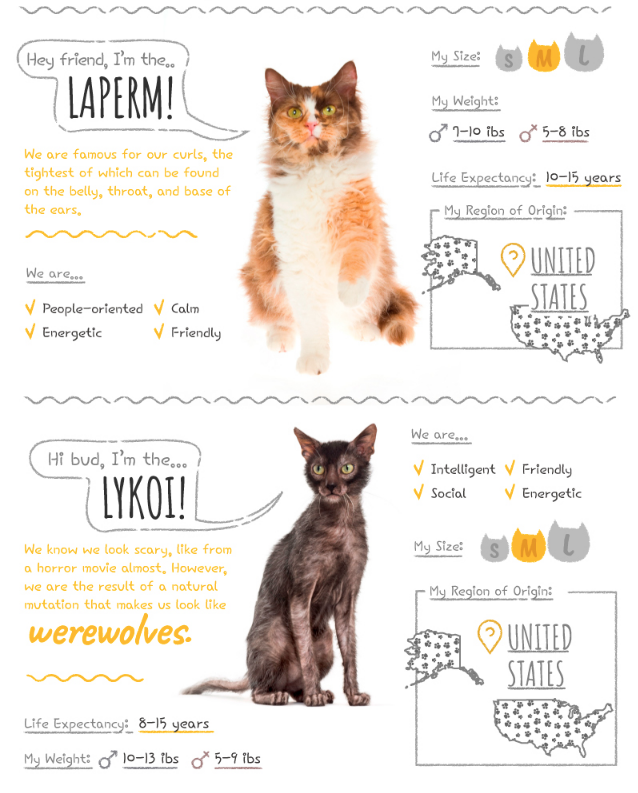 Hey friend, I'm the..
LAPERM!
We are famous for our curls, the
tightest of which can be found
on the belly, throat, and base of
the ears.
We are...
People-oriented
Calm
Energetic
Friendly
My Size: S M L
My Weight:
7-10 lbs 5-8 lbs
Life Expectancy: 10-15 years
My Region of Origin:
UNITED
STATES
Hi bud, I'm the...
LYKOI!
We know we look scary, like from
a horror movie almost. However,
we are the result of a natural
mutation that makes us look like
werewolves.
Life Expectancy: 8-15 years
My Weight: 10-13 lbs 5-9 lbs
We are...
Intelligent
Friendly
Social
Energetic
My Size: S M L
My Region of Origin:
UNITED
STATES